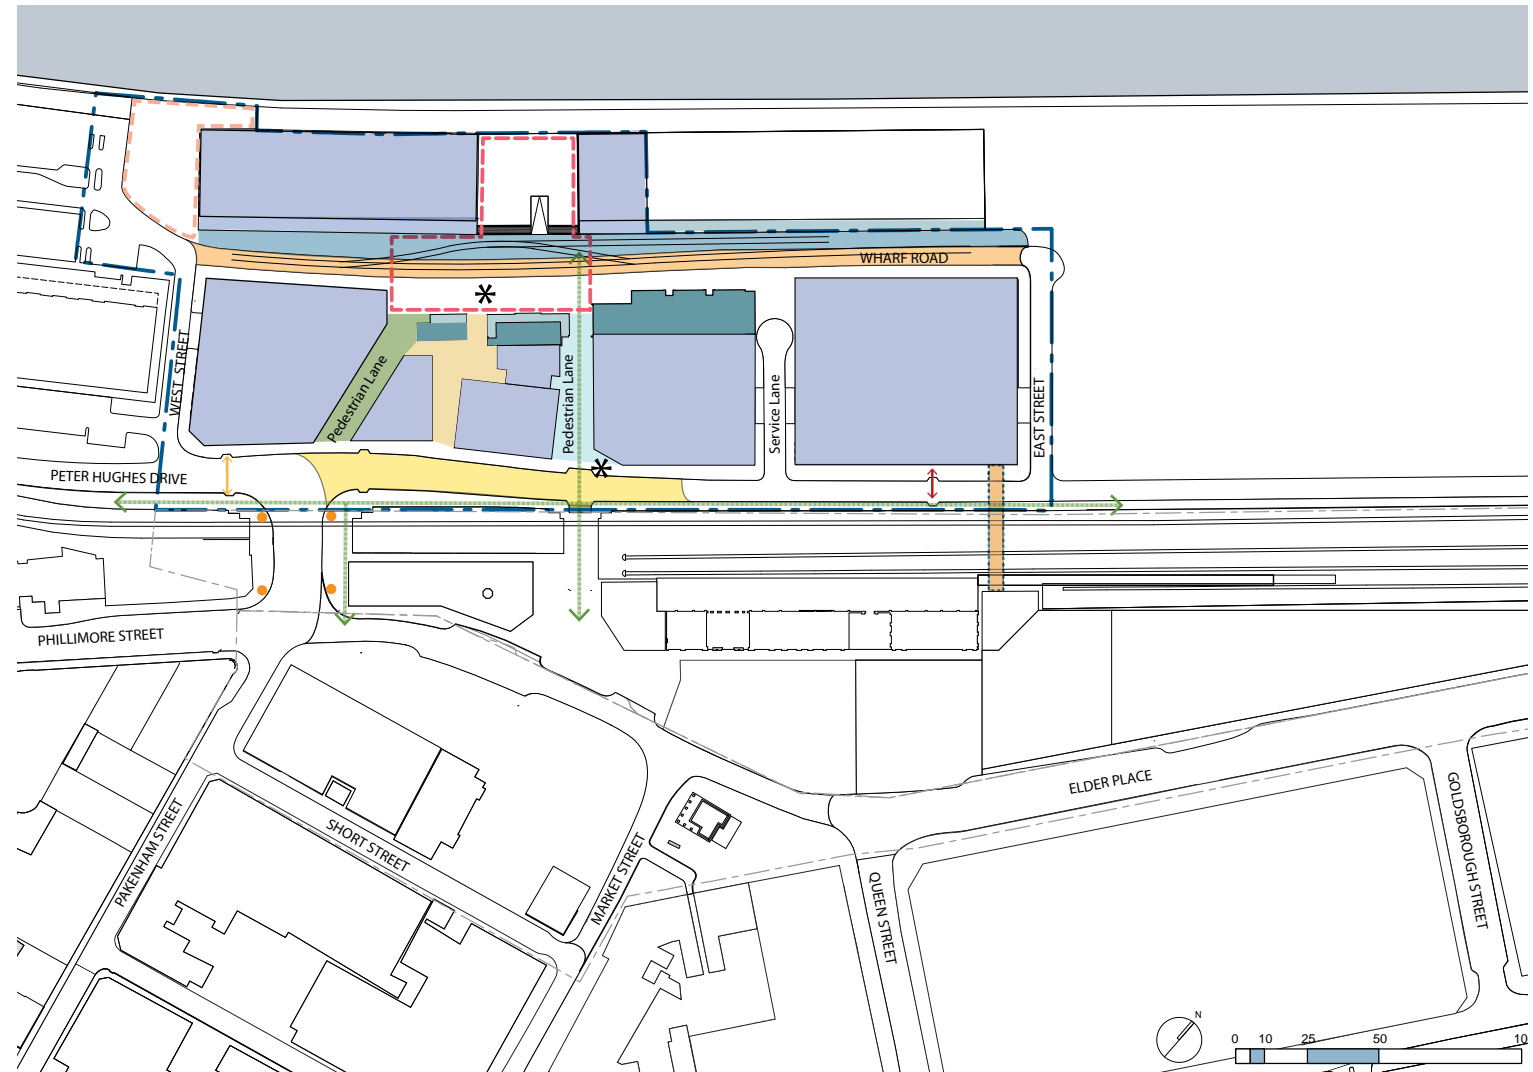 WHARF ROAD
WEST STREET
Pedestrian Lane
Pedestrian Lane
Service Lane
EAST STREET
PETER HUGHES DRIVE
PHILLIMORE STREET
ELDER PLACE
GOLDSBOROUGH STREET
PAKENHAM STREET
SHORT STREET
MARKET STREET
QUEEN STREET
N
0 10 25 50 10